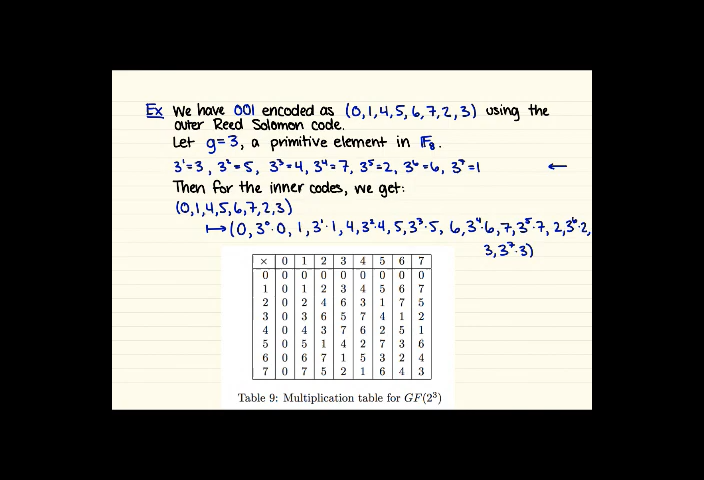 Ex We have 001 encoded as (0,1,4,5,6,7,2,3) using the
outer Reed Solomon code.
Let g=3, a primitive element in F₈.
3¹=3, 3²=5, 3³=4, 3⁴=7, 3⁵=2, 3⁶=6, 3⁷=1 ←
Then for the inner codes, we get:
(0,1,4,5,6,7,2,3)
↦(0, 3⁰·0, 1, 3¹·1, 4, 3²·4, 5, 3³·5, 6, 3⁴·6, 7, 3⁵·7, 2, 3⁶·2,
3, 3⁷·3)
× 0 1 2 3 4 5 6 7
0 0 0 0 0 0 0 0 0
1 0 1 2 3 4 5 6 7
2 0 2 4 6 3 1 7 5
3 0 3 6 5 7 4 1 2
4 0 4 3 7 6 2 5 1
5 0 5 1 4 2 7 3 6
6 0 6 7 1 5 3 2 4
7 0 7 5 2 1 6 4 3
Table 9: Multiplication table for GF(2³)